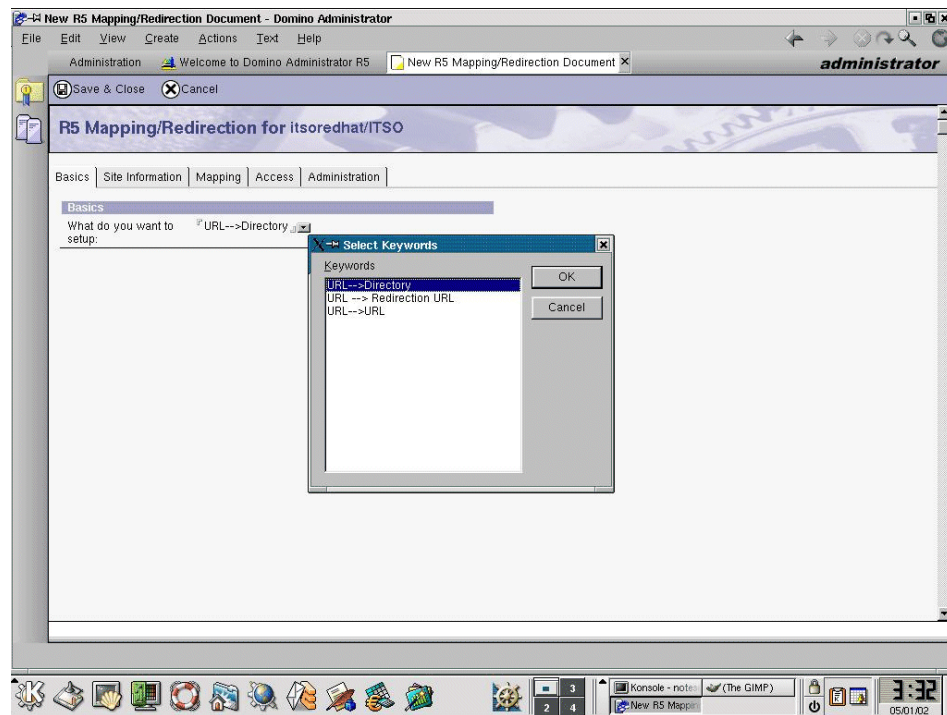 New R5 Mapping/Redirection Document - Domino Administrator
File Edit View Create Actions Text Help
Administration Welcome to Domino Administrator R5 New R5 Mapping/Redirection Document administrator
Save & Close Cancel
R5 Mapping/Redirection for itsoredhat/ITSO
Basics Site Information Mapping Access Administration
Basics
What do you want to setup: URL-->Directory
Select Keywords
Keywords
URL-->Directory
URL --> Redirection URL
URL-->URL
OK
Cancel
3
2 4
Konsole - notes (The GIMP)
New R5 Mappin
3:32
05/01/02